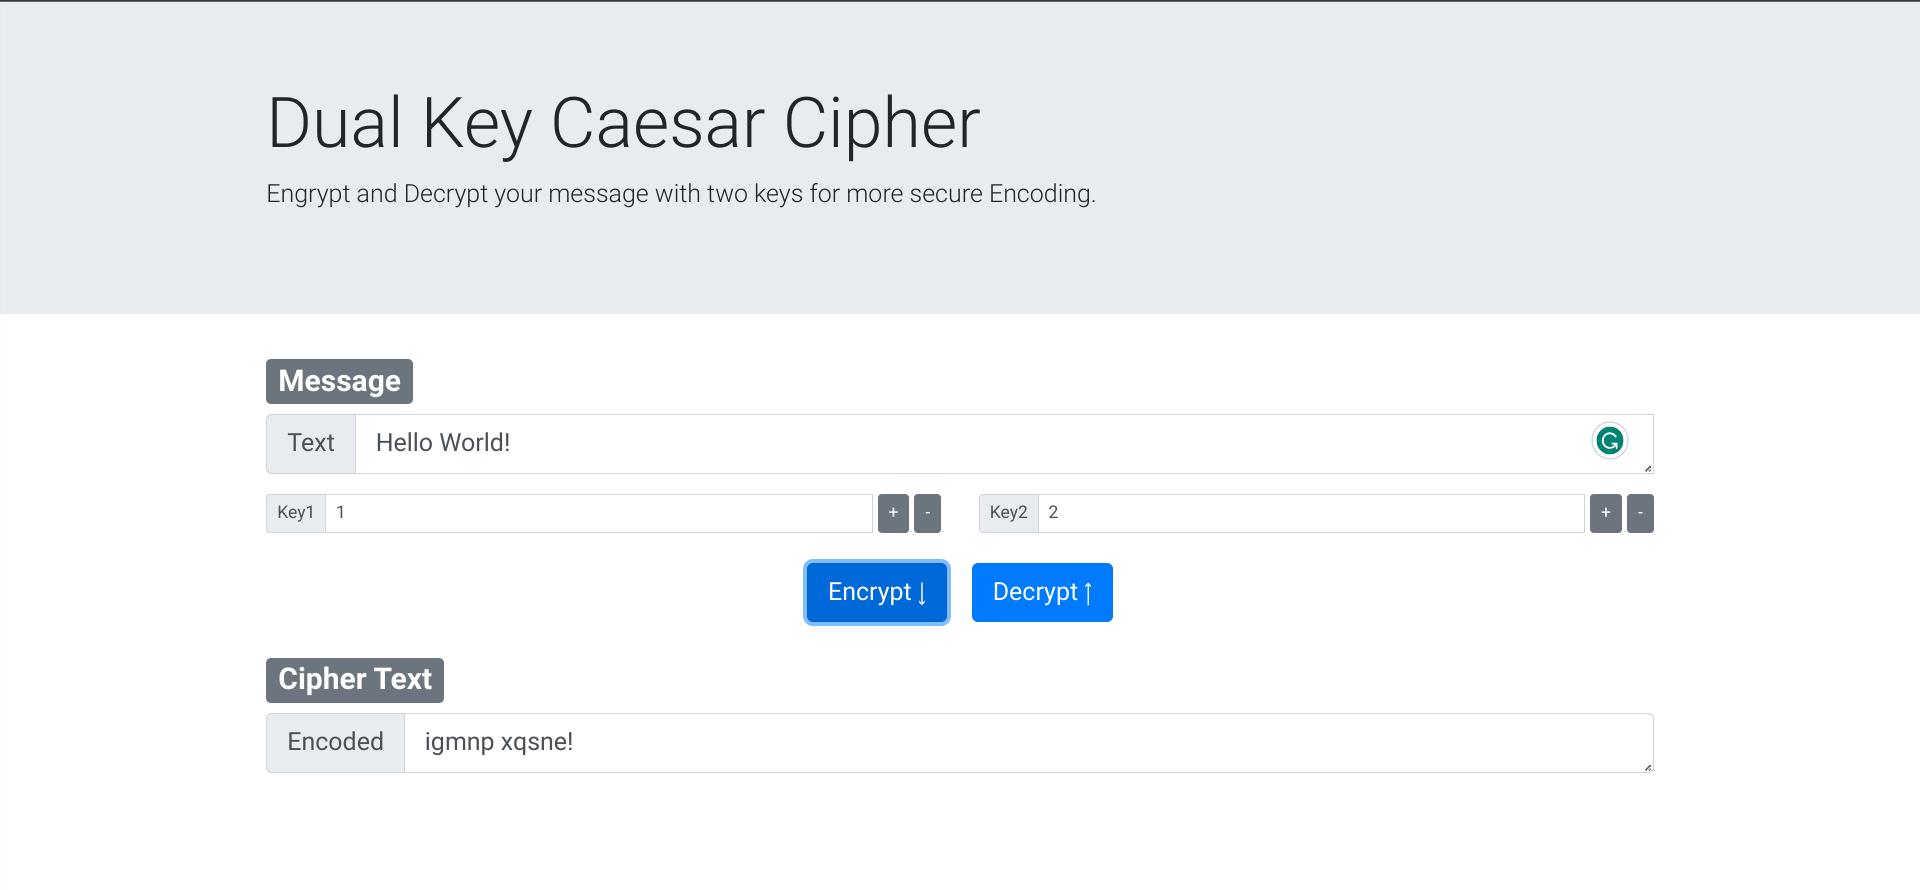 Dual Key Caesar Cipher
Engrypt and Decrypt your message with two keys for more secure Encoding.
Message
Text Hello World!
Key1 1 + - Key2 2 + -
Encrypt ↓ Decrypt ↑
Cipher Text
Encoded igmnp xqsne!